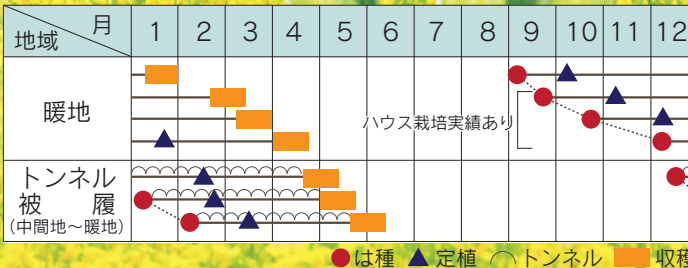 月
地域
1 2 3 4 5 6 7 8 9 10 11 12
暖地
ハウス栽培実績あり
トンネル
被　履
(中間地～暖地)
は種 定植 トンネル 収種